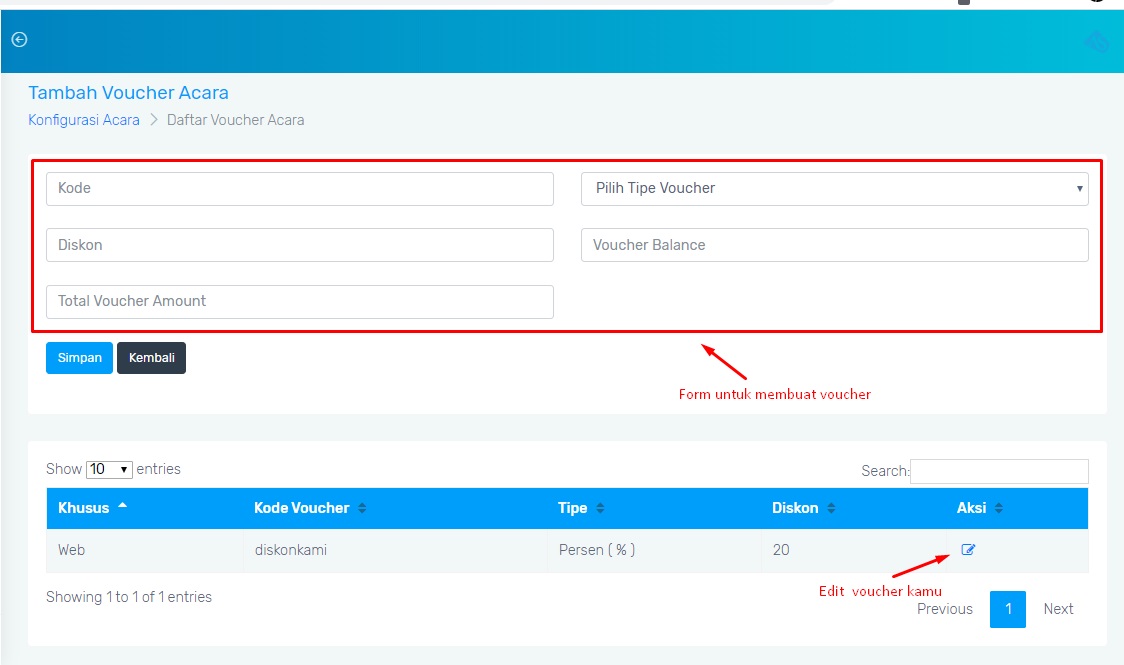 Tambah Voucher Acara
Konfigurasi Acara > Daftar Voucher Acara
Kode
Pilih Tipe Voucher
Diskon
Voucher Balance
Total Voucher Amount
Simpan
Kembali
Form untuk membuat voucher
Show 10 entries
Search:
Khusus Kode Voucher Tipe Diskon Aksi
Web diskonkami Persen ( % ) 20
Showing 1 to 1 of 1 entries
Edit voucher kamu
Previous 1 Next